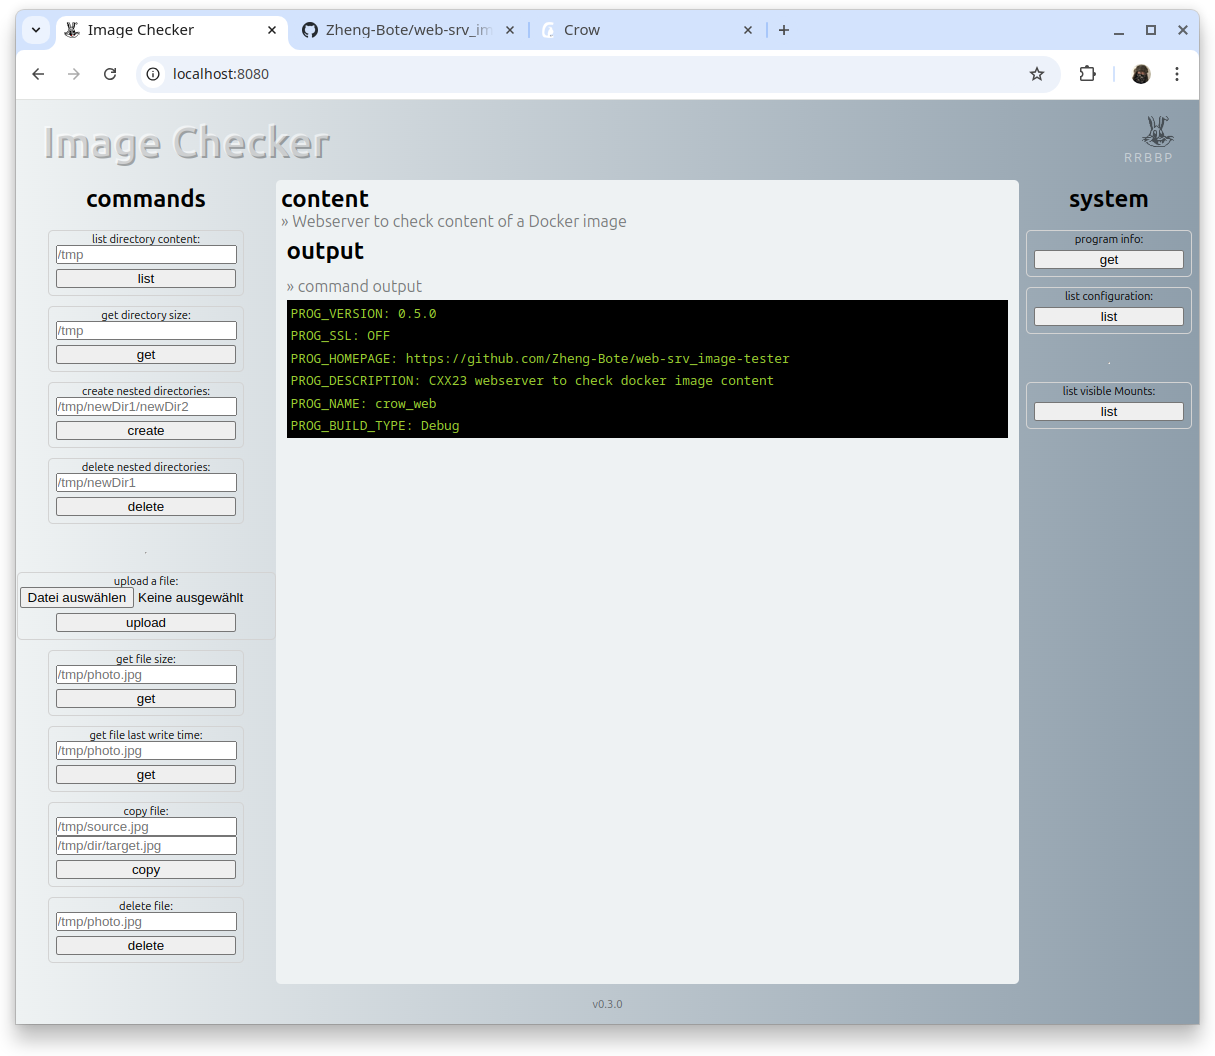 Image Checker
Zheng-Bote/web-srv_im
Crow
localhost:8080
Image Checker
RRBBP
commands
list directory content:
/tmp
list
get directory size:
/tmp
get
create nested directories:
/tmp/newDir1/newDir2
create
delete nested directories:
/tmp/newDir1
delete
.
upload a file:
Datei auswählen Keine ausgewählt
upload
get file size:
/tmp/photo.jpg
get
get file last write time:
/tmp/photo.jpg
get
copy file:
/tmp/source.jpg
/tmp/dir/target.jpg
copy
delete file:
/tmp/photo.jpg
delete
content
» Webserver to check content of a Docker image
output
» command output
PROG_VERSION: 0.5.0
PROG_SSL: OFF
PROG_HOMEPAGE: https://github.com/Zheng-Bote/web-srv_image-tester
PROG_DESCRIPTION: CXX23 webserver to check docker image content
PROG_NAME: crow_web
PROG_BUILD_TYPE: Debug
system
program info:
get
list configuration:
list
.
list visible Mounts:
list
v0.3.0